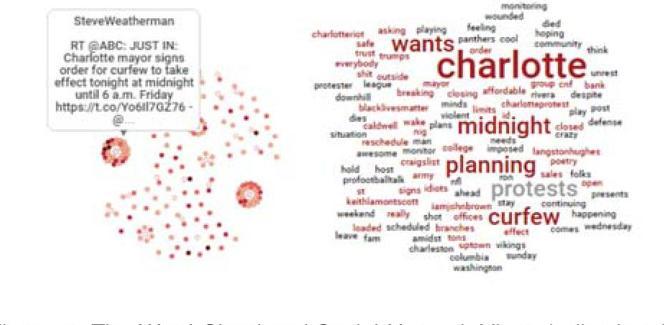 SteveWeatherman
RT @ABC: JUST IN:
Charlotte mayor signs
order for curfew to take
effect tonight at midnight
until 6 a.m. Friday
https://t.co/Yo6Il7GZ76 -
@...
monitoring
wounded
charlotteriot asking playing feeling died
hoping
safe wants panthers cool community
trust trumps order think
everybody charlotte
shit outside unrest
protester league mayor group cnf bank
downhill breaking closing affordable rivera despite
blacklivesmatter minds limits charlotteprotest play post
dies violent id
caldwell wake plans midnight closed defense
situation nig crazy
reschedule man needs
awesome monitor college imposed langstonhughes
craigslist planning poetry
hold host army ron sales folks
profootballtalk nfl protests open
st signs idiots ahead presents
keithlamontscott stay continuing
iamjohnbrown curfew
weekend really shot offices happening
loaded scheduled branches effect comes wednesday
leave fam amidst tons
charleston uptown vikings
columbia sunday
washington